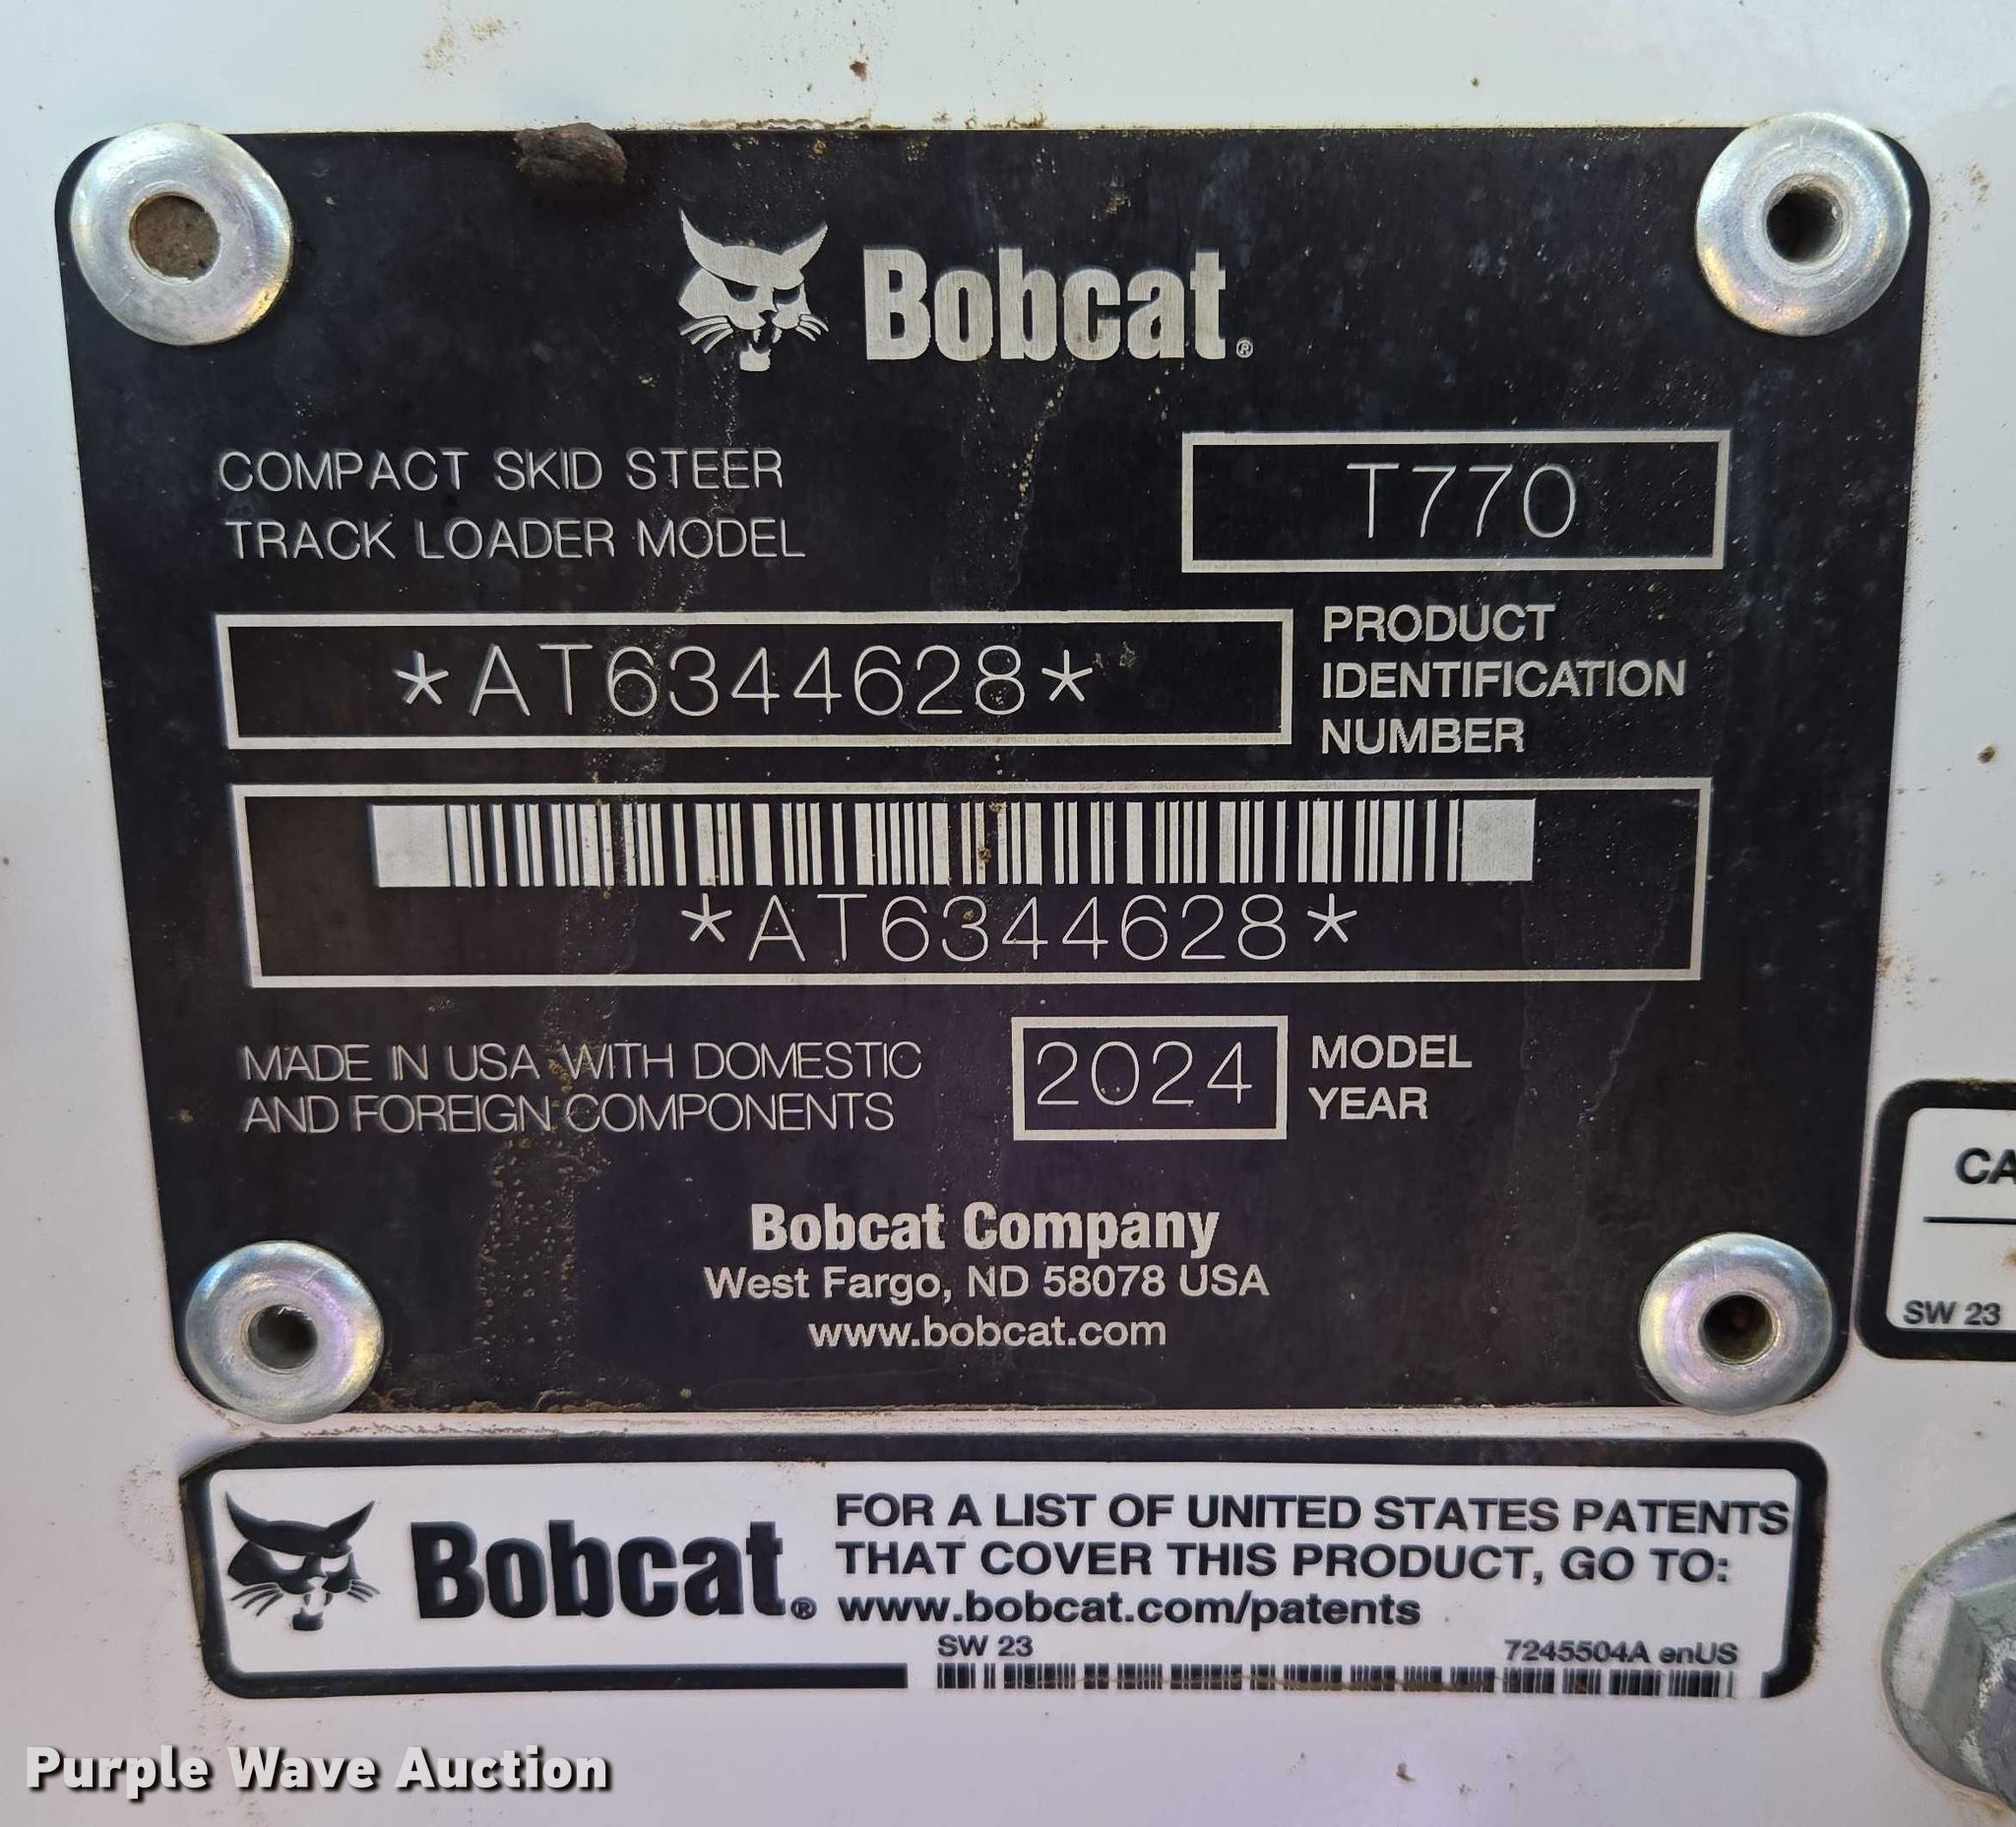 Bobcat®
COMPACT SKID STEER
TRACK LOADER MODEL
T770
*AT6344628*
PRODUCT
IDENTIFICATION
NUMBER
*AT6344628*
MADE IN USA WITH DOMESTIC
AND FOREIGN COMPONENTS
2024
MODEL
YEAR
Bobcat Company
West Fargo, ND 58078 USA
www.bobcat.com
CA
SW 23
Bobcat®
FOR A LIST OF UNITED STATES PATENTS
THAT COVER THIS PRODUCT, GO TO:
www.bobcat.com/patents
SW 23
7245504A enUS
Purple Wave Auction